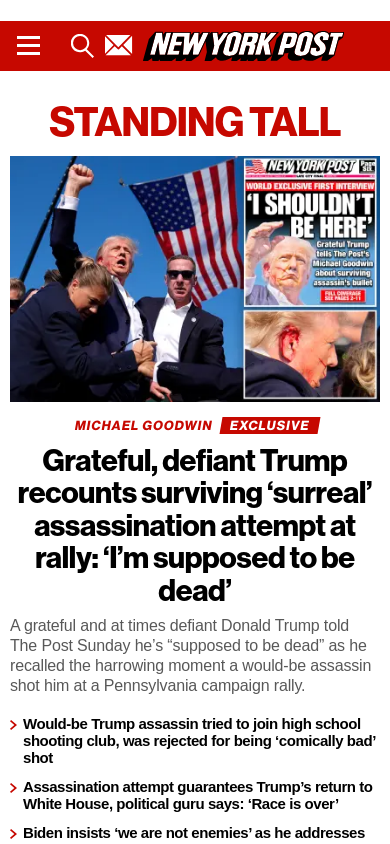 NEW YORK POST
STANDING TALL
NEW YORK POST
LATE CITY FINAL
WORLD EXCLUSIVE FIRST INTERVIEW
‘I SHOULDN’T
BE HERE’
Grateful Trump
tells The Post’s
Michael Goodwin
about surviving
assassin’s bullet
FULL COVERAGE
SEE PAGES 2-11
MICHAEL GOODWIN EXCLUSIVE
Grateful, defiant Trump
recounts surviving ‘surreal’
assassination attempt at
rally: ‘I’m supposed to be
dead’
A grateful and at times defiant Donald Trump told
The Post Sunday he’s “supposed to be dead” as he
recalled the harrowing moment a would-be assassin
shot him at a Pennsylvania campaign rally.
Would-be Trump assassin tried to join high school
shooting club, was rejected for being ‘comically bad’
shot
Assassination attempt guarantees Trump’s return to
White House, political guru says: ‘Race is over’
Biden insists ‘we are not enemies’ as he addresses